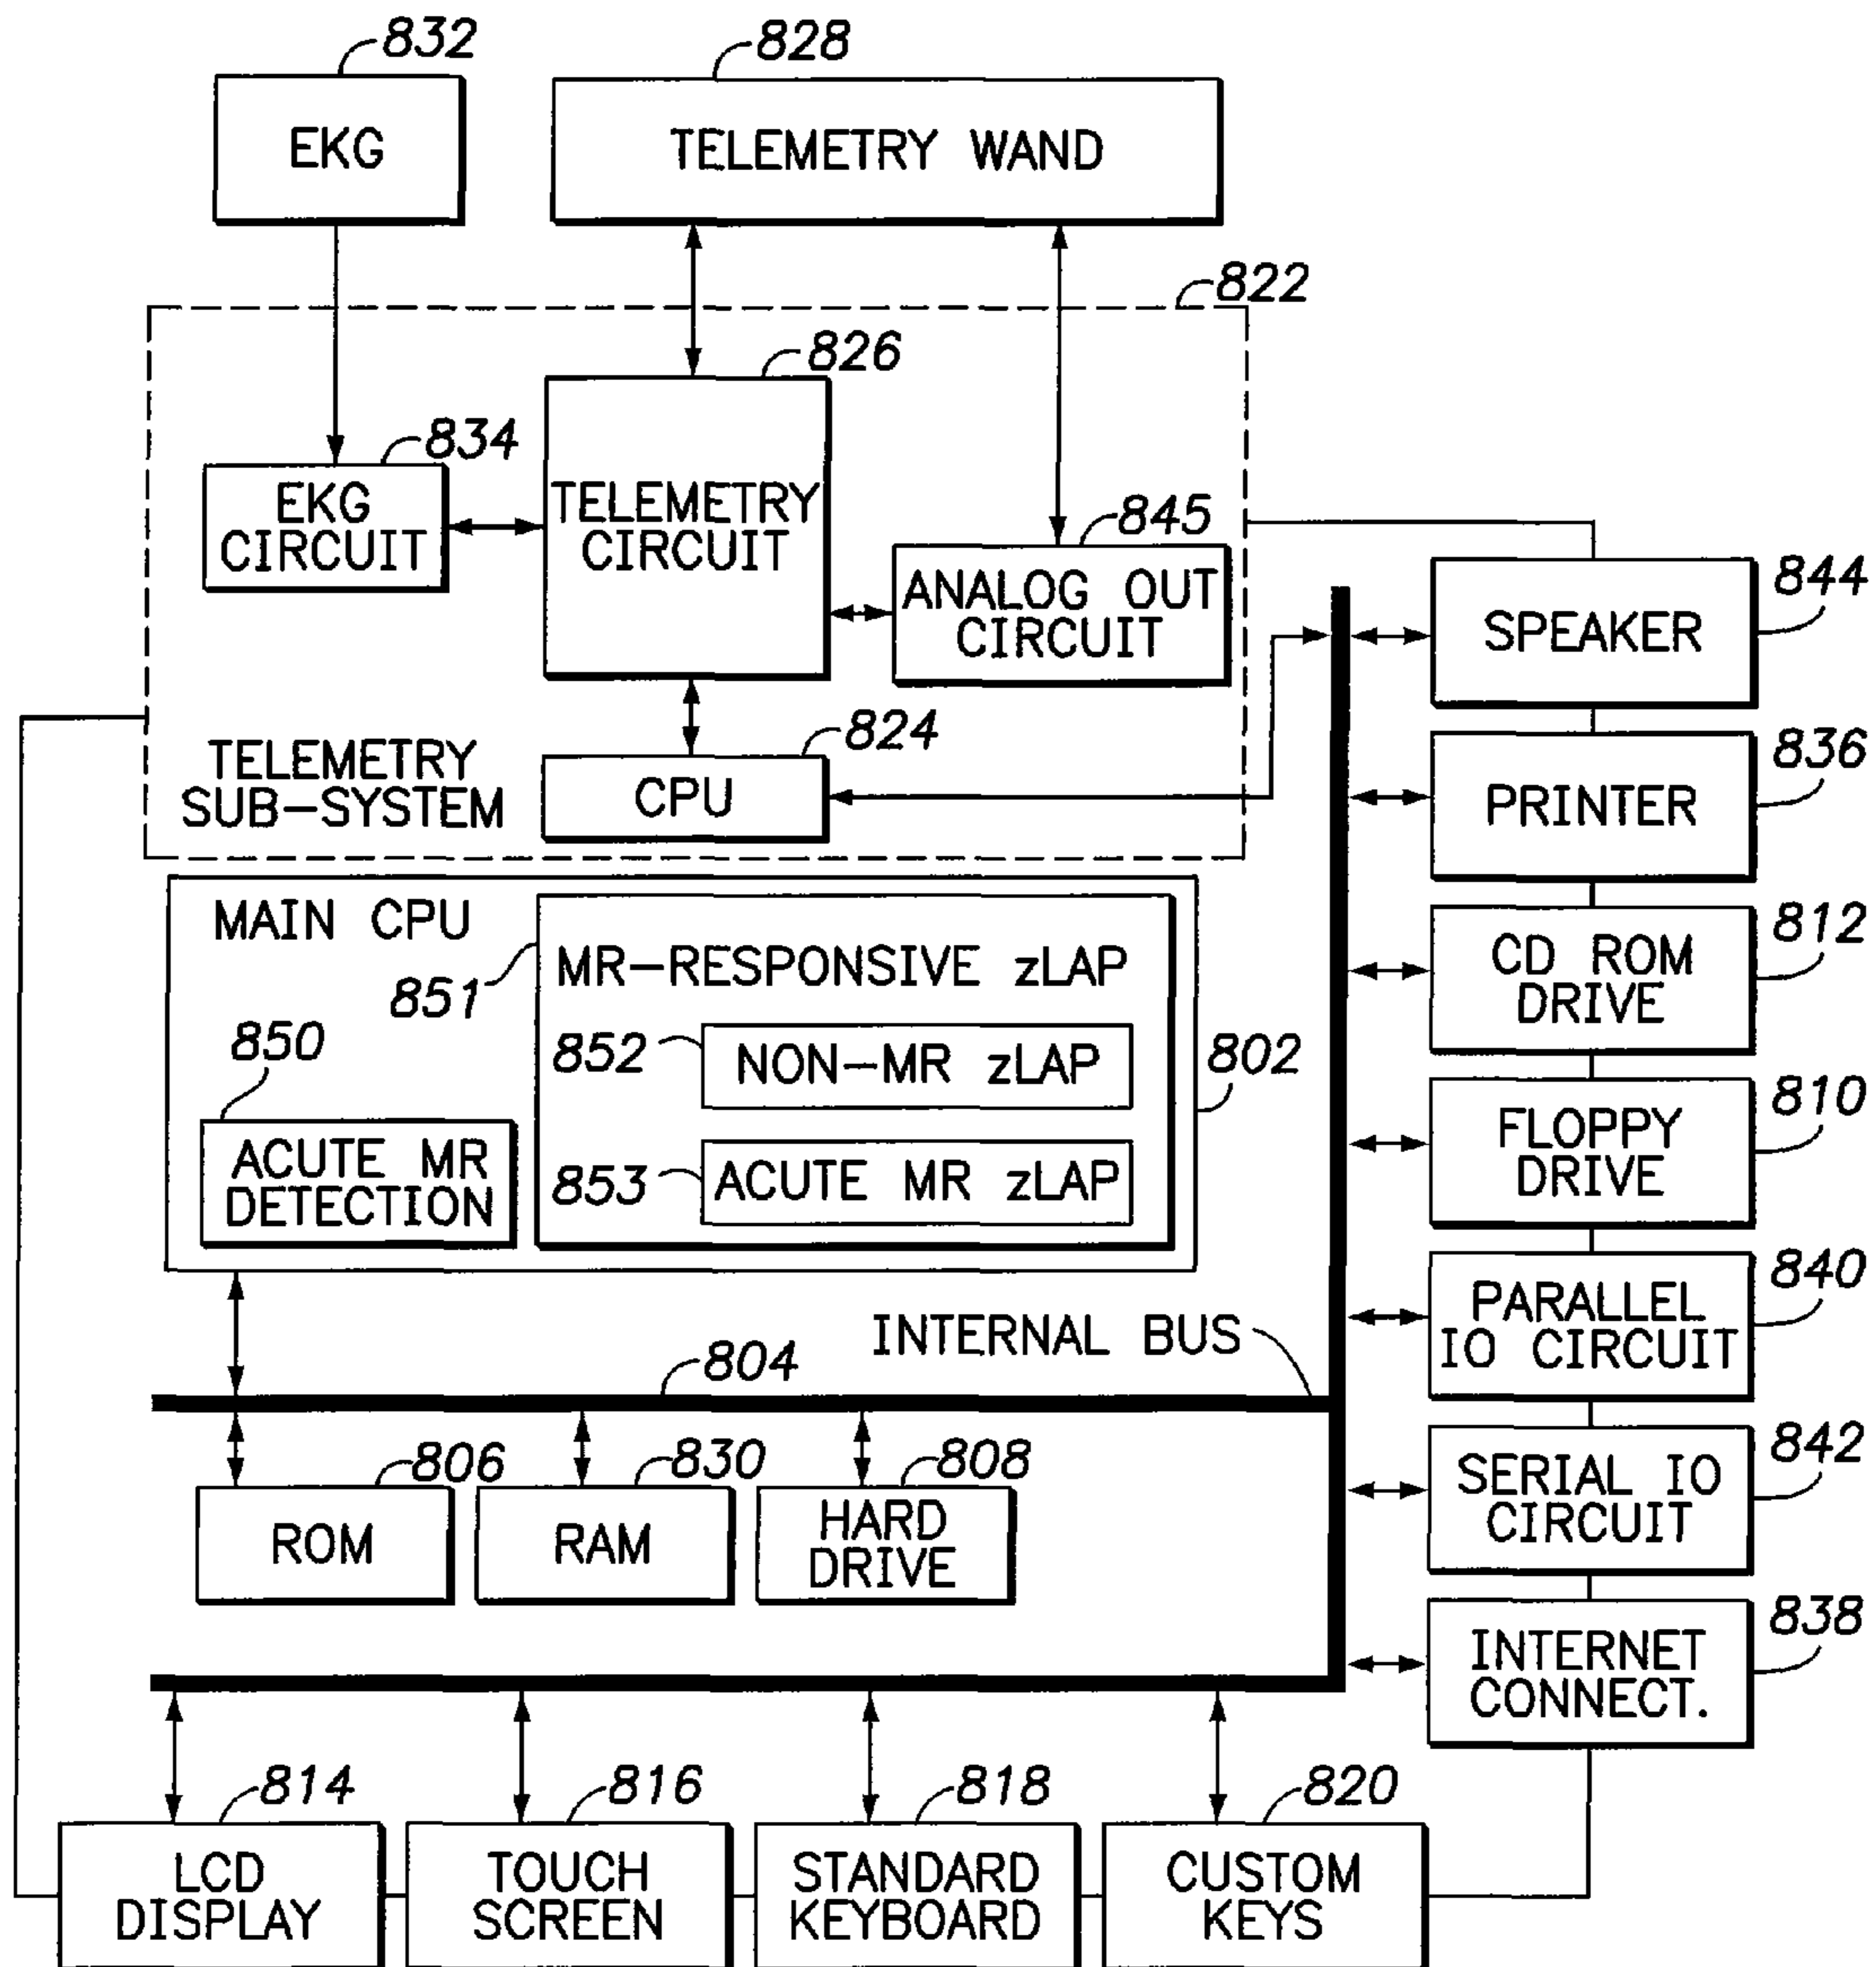 832
828
EKG
TELEMETRY WAND
822
826
834
EKG
CIRCUIT
TELEMETRY
CIRCUIT
845
ANALOG OUT
CIRCUIT
844
SPEAKER
824
CPU
TELEMETRY
SUB-SYSTEM
836
PRINTER
MAIN CPU
851
MR-RESPONSIVE zLAP
852
NON-MR zLAP
853
ACUTE MR zLAP
850
ACUTE MR
DETECTION
802
812
CD ROM
DRIVE
810
FLOPPY
DRIVE
840
PARALLEL
IO CIRCUIT
INTERNAL BUS
804
806
ROM
830
RAM
808
HARD
DRIVE
842
SERIAL IO
CIRCUIT
838
INTERNET
CONNECT.
814
LCD
DISPLAY
816
TOUCH
SCREEN
818
STANDARD
KEYBOARD
820
CUSTOM
KEYS